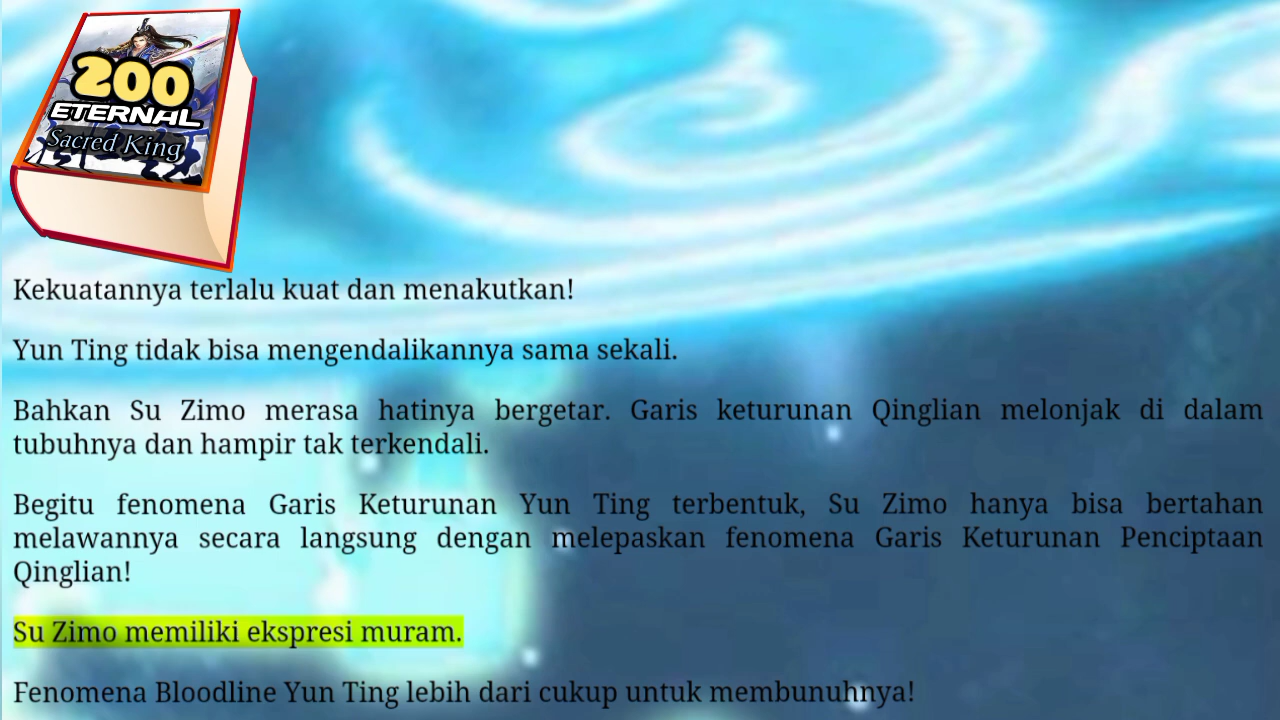 200
ETERNAL
Sacred King
Kekuatannya terlalu kuat dan menakutkan!
Yun Ting tidak bisa mengendalikannya sama sekali.
Bahkan Su Zimo merasa hatinya bergetar. Garis keturunan Qinglian melonjak di dalam
tubuhnya dan hampir tak terkendali.
Begitu fenomena Garis Keturunan Yun Ting terbentuk, Su Zimo hanya bisa bertahan
melawannya secara langsung dengan melepaskan fenomena Garis Keturunan Penciptaan
Qinglian!
Su Zimo memiliki ekspresi muram.
Fenomena Bloodline Yun Ting lebih dari cukup untuk membunuhnya!